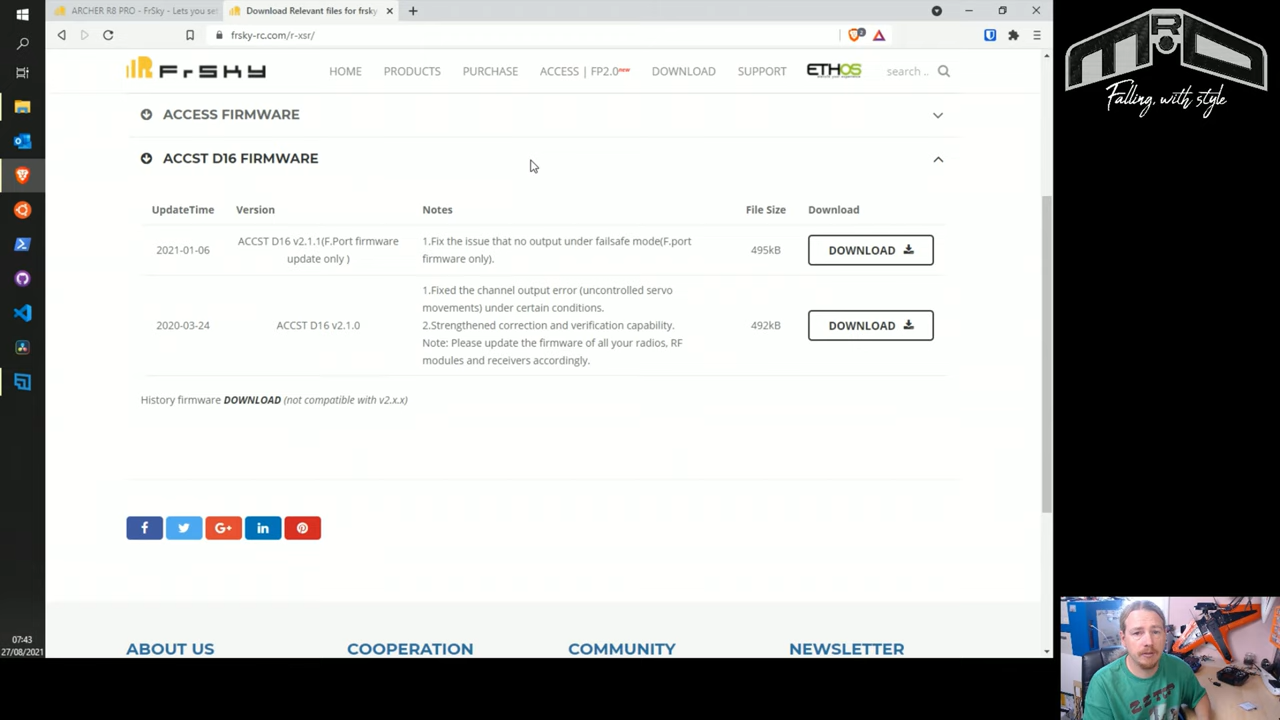 ARCHER R8 PRO - FrSky - Lets you se
Download Relevant files for frsky
frsky-rc.com/r-xsr/
FrSKY
HOME
PRODUCTS
PURCHASE
ACCESS | FP2.0new
DOWNLOAD
SUPPORT
ETHOS
search ..
ACCESS FIRMWARE
ACCST D16 FIRMWARE
UpdateTime
Version
Notes
File Size
Download
2021-01-06
ACCST D16 v2.1.1(F.Port firmware
update only )
1.Fix the issue that no output under failsafe mode(F.port
firmware only).
495kB
DOWNLOAD
2020-03-24
ACCST D16 v2.1.0
1.Fixed the channel output error (uncontrolled servo
movements) under certain conditions.
2.Strengthened correction and verification capability.
Note: Please update the firmware of all your radios, RF
modules and receivers accordingly.
492kB
DOWNLOAD
History firmware DOWNLOAD (not compatible with v2.x.x)
ABOUT US
COOPERATION
COMMUNITY
NEWSLETTER
07:43
27/08/2021
MRD
Falling, with style